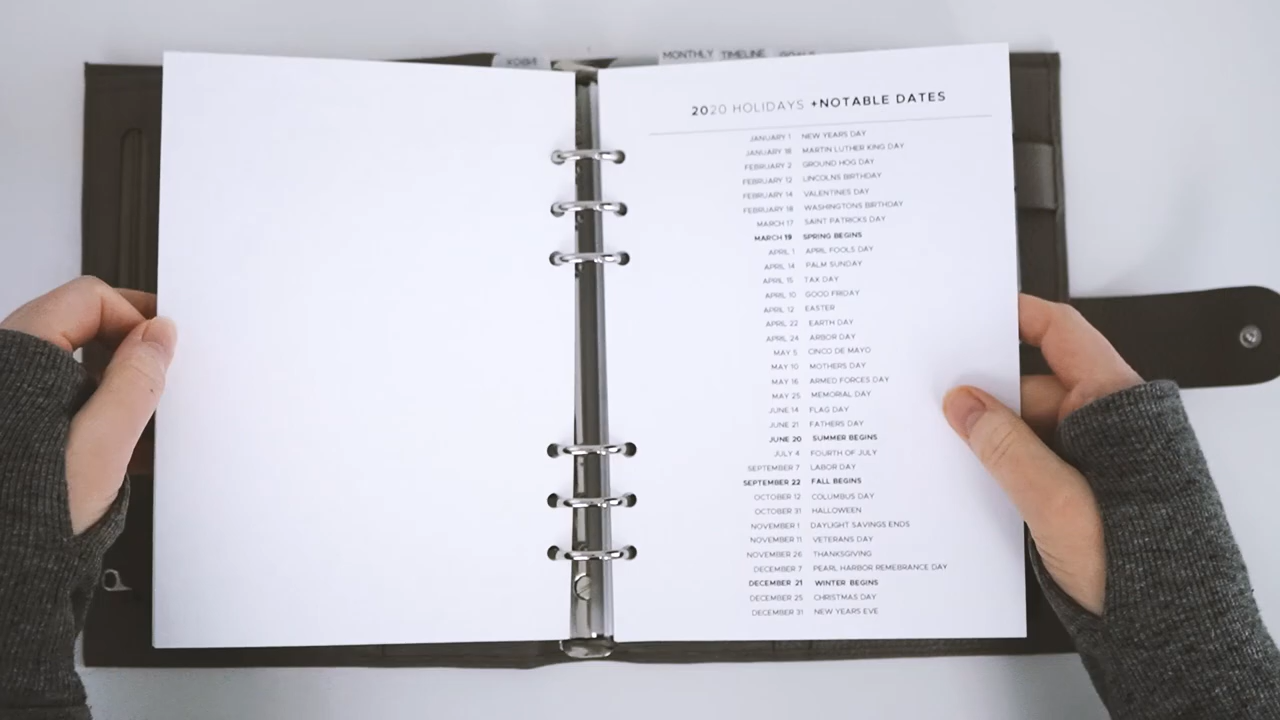 MONTHLY TIMELINE
2020 HOLIDAYS +NOTABLE DATES
JANUARY 1 NEW YEARS DAY
JANUARY 18 MARTIN LUTHER KING DAY
FEBRUARY 2 GROUND HOG DAY
FEBRUARY 12 LINCOLNS BIRTHDAY
FEBRUARY 14 VALENTINES DAY
FEBRUARY 18 WASHINGTONS BIRTHDAY
MARCH 17 SAINT PATRICKS DAY
MARCH 19 SPRING BEGINS
APRIL 1 APRIL FOOLS DAY
APRIL 14 PALM SUNDAY
APRIL 15 TAX DAY
APRIL 10 GOOD FRIDAY
APRIL 12 EASTER
APRIL 22 EARTH DAY
APRIL 24 ARBOR DAY
MAY 5 CINCO DE MAYO
MAY 10 MOTHERS DAY
MAY 16 ARMED FORCES DAY
MAY 25 MEMORIAL DAY
JUNE 14 FLAG DAY
JUNE 21 FATHERS DAY
JUNE 20 SUMMER BEGINS
JULY 4 FOURTH OF JULY
SEPTEMBER 7 LABOR DAY
SEPTEMBER 22 FALL BEGINS
OCTOBER 12 COLUMBUS DAY
OCTOBER 31 HALLOWEEN
NOVEMBER 1 DAYLIGHT SAVINGS ENDS
NOVEMBER 11 VETERANS DAY
NOVEMBER 26 THANKSGIVING
DECEMBER 7 PEARL HARBOR REMEBRANCE DAY
DECEMBER 21 WINTER BEGINS
DECEMBER 25 CHRISTMAS DAY
DECEMBER 31 NEW YEARS EVE